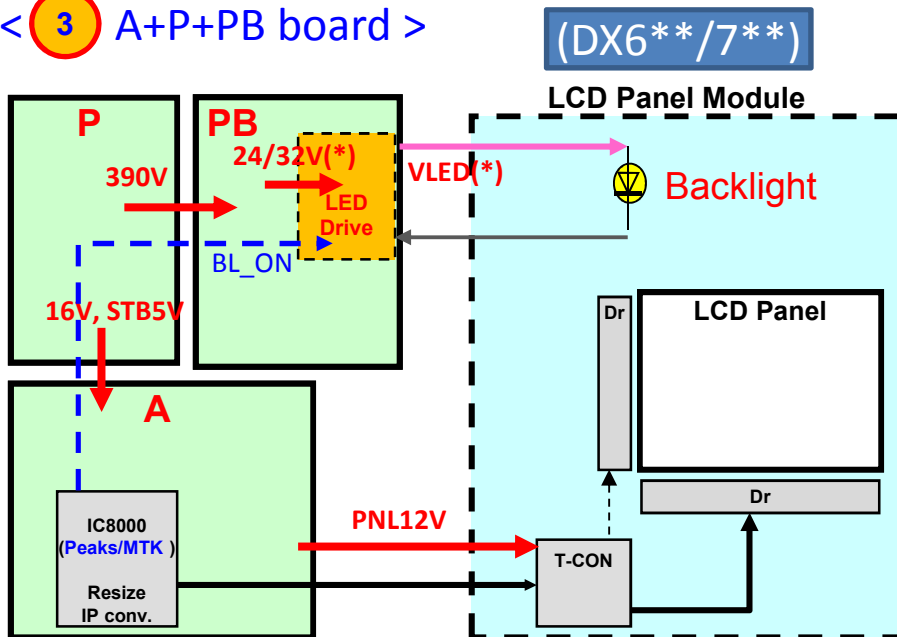 < 3 A+P+PB board >
(DX6**/7**)
LCD Panel Module
P
PB
24/32V(*)
390V
VLED(*)
LED
Drive
Backlight
BL_ON
16V, STB5V
Dr
LCD Panel
A
Dr
IC8000
(Peaks/MTK )
Resize
IP conv.
PNL12V
T-CON